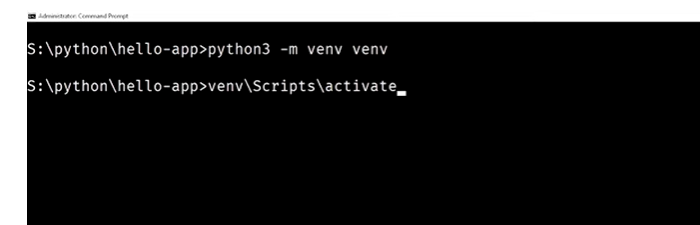 Administrator: Command Prompt
S:\python\hello-app>python3 -m venv venv
S:\python\hello-app>venv\Scripts\activate